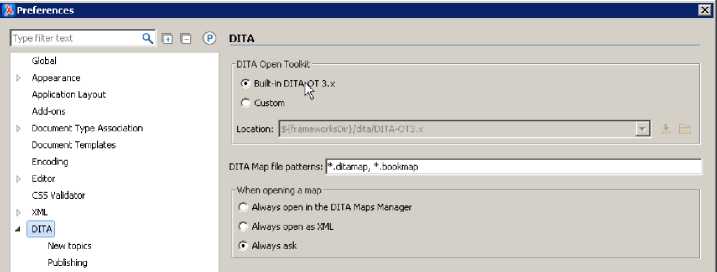 Preferences
Type filter text
Global
Appearance
Application Layout
Add-ons
Document Type Association
Document Templates
Encoding
Editor
CSS Validator
XML
DITA
New topics
Publishing
DITA
DITA Open Toolkit
Built-in DITA-OT 3.x
Custom
Location: ${frameworksDir}/dita/DITA-OT3.x
DITA Map file patterns: *.ditamap, *.bookmap
When opening a map
Always open in the DITA Maps Manager
Always open as XML
Always ask